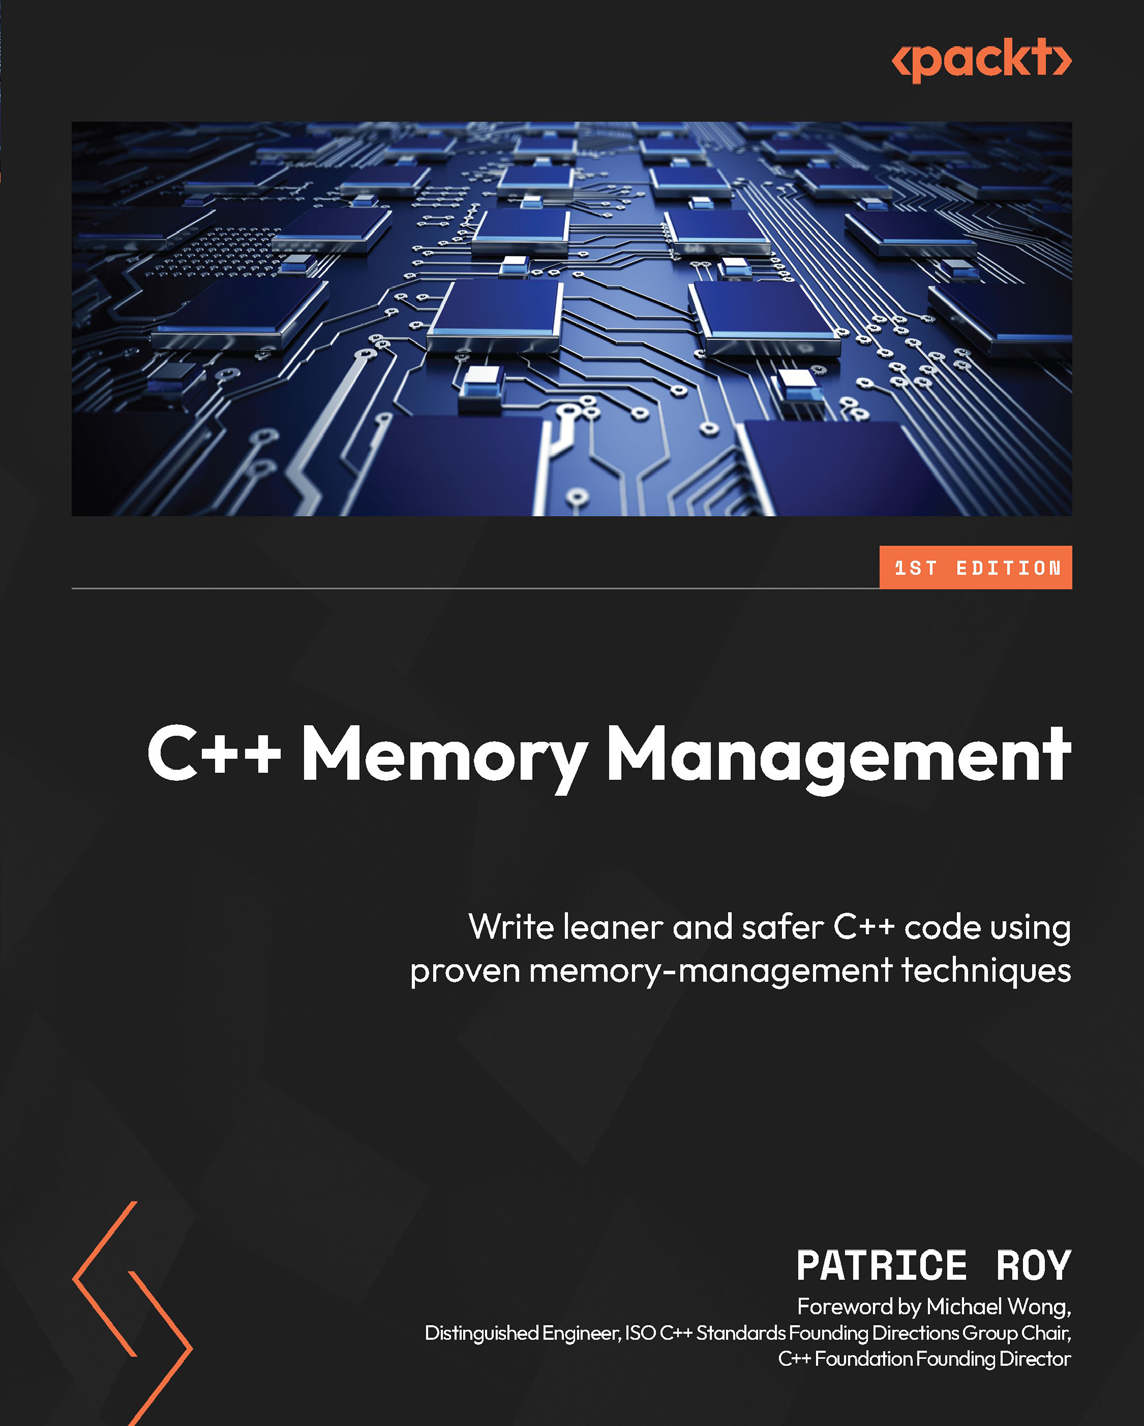 <packt>
1ST EDITION
C++ Memory Management
Write leaner and safer C++ code using
proven memory-management techniques
PATRICE ROY
Foreword by Michael Wong,
Distinguished Engineer, ISO C++ Standards Founding Directions Group Chair,
C++ Foundation Founding Director